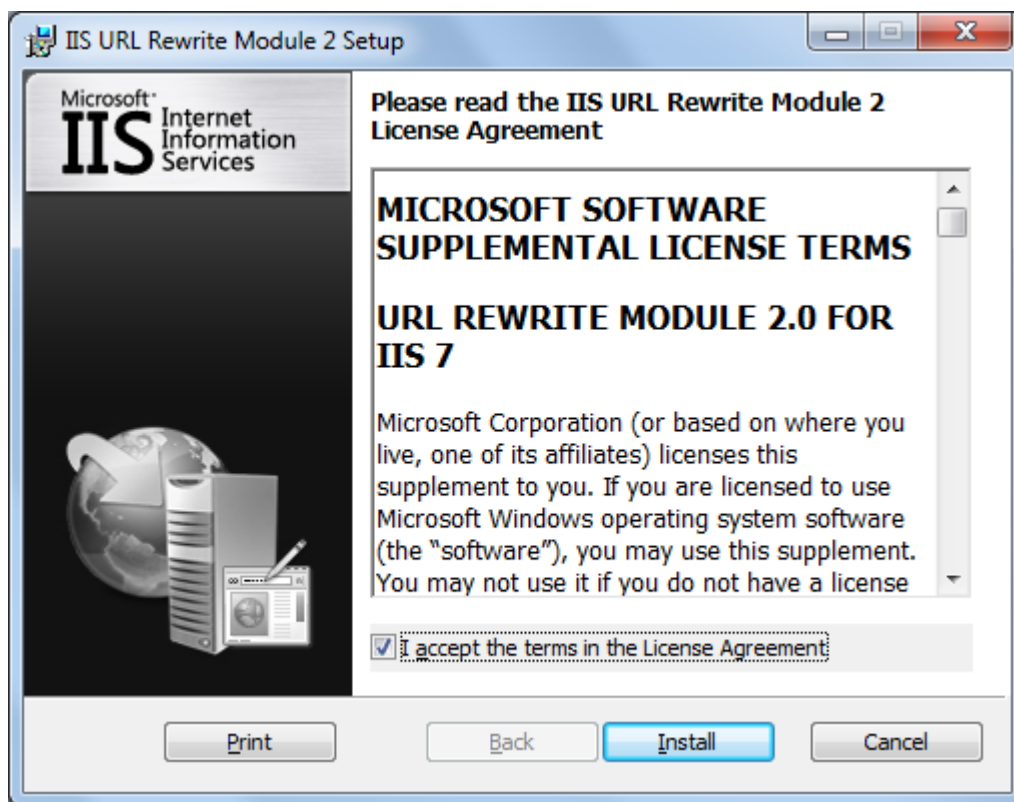 IIS URL Rewrite Module 2 Setup
Microsoft
IIS Internet
Information
Services
Please read the IIS URL Rewrite Module 2
License Agreement
MICROSOFT SOFTWARE
SUPPLEMENTAL LICENSE TERMS
URL REWRITE MODULE 2.0 FOR
IIS 7
Microsoft Corporation (or based on where you
live, one of its affiliates) licenses this
supplement to you. If you are licensed to use
Microsoft Windows operating system software
(the “software”), you may use this supplement.
You may not use it if you do not have a license
I accept the terms in the License Agreement
Print Back Install Cancel